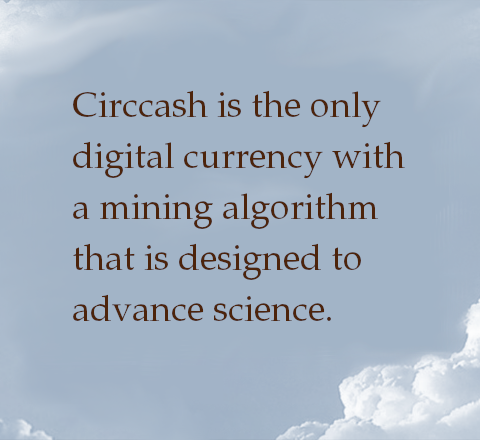 Circcash is the only
digital currency with
a mining algorithm
that is designed to
advance science.